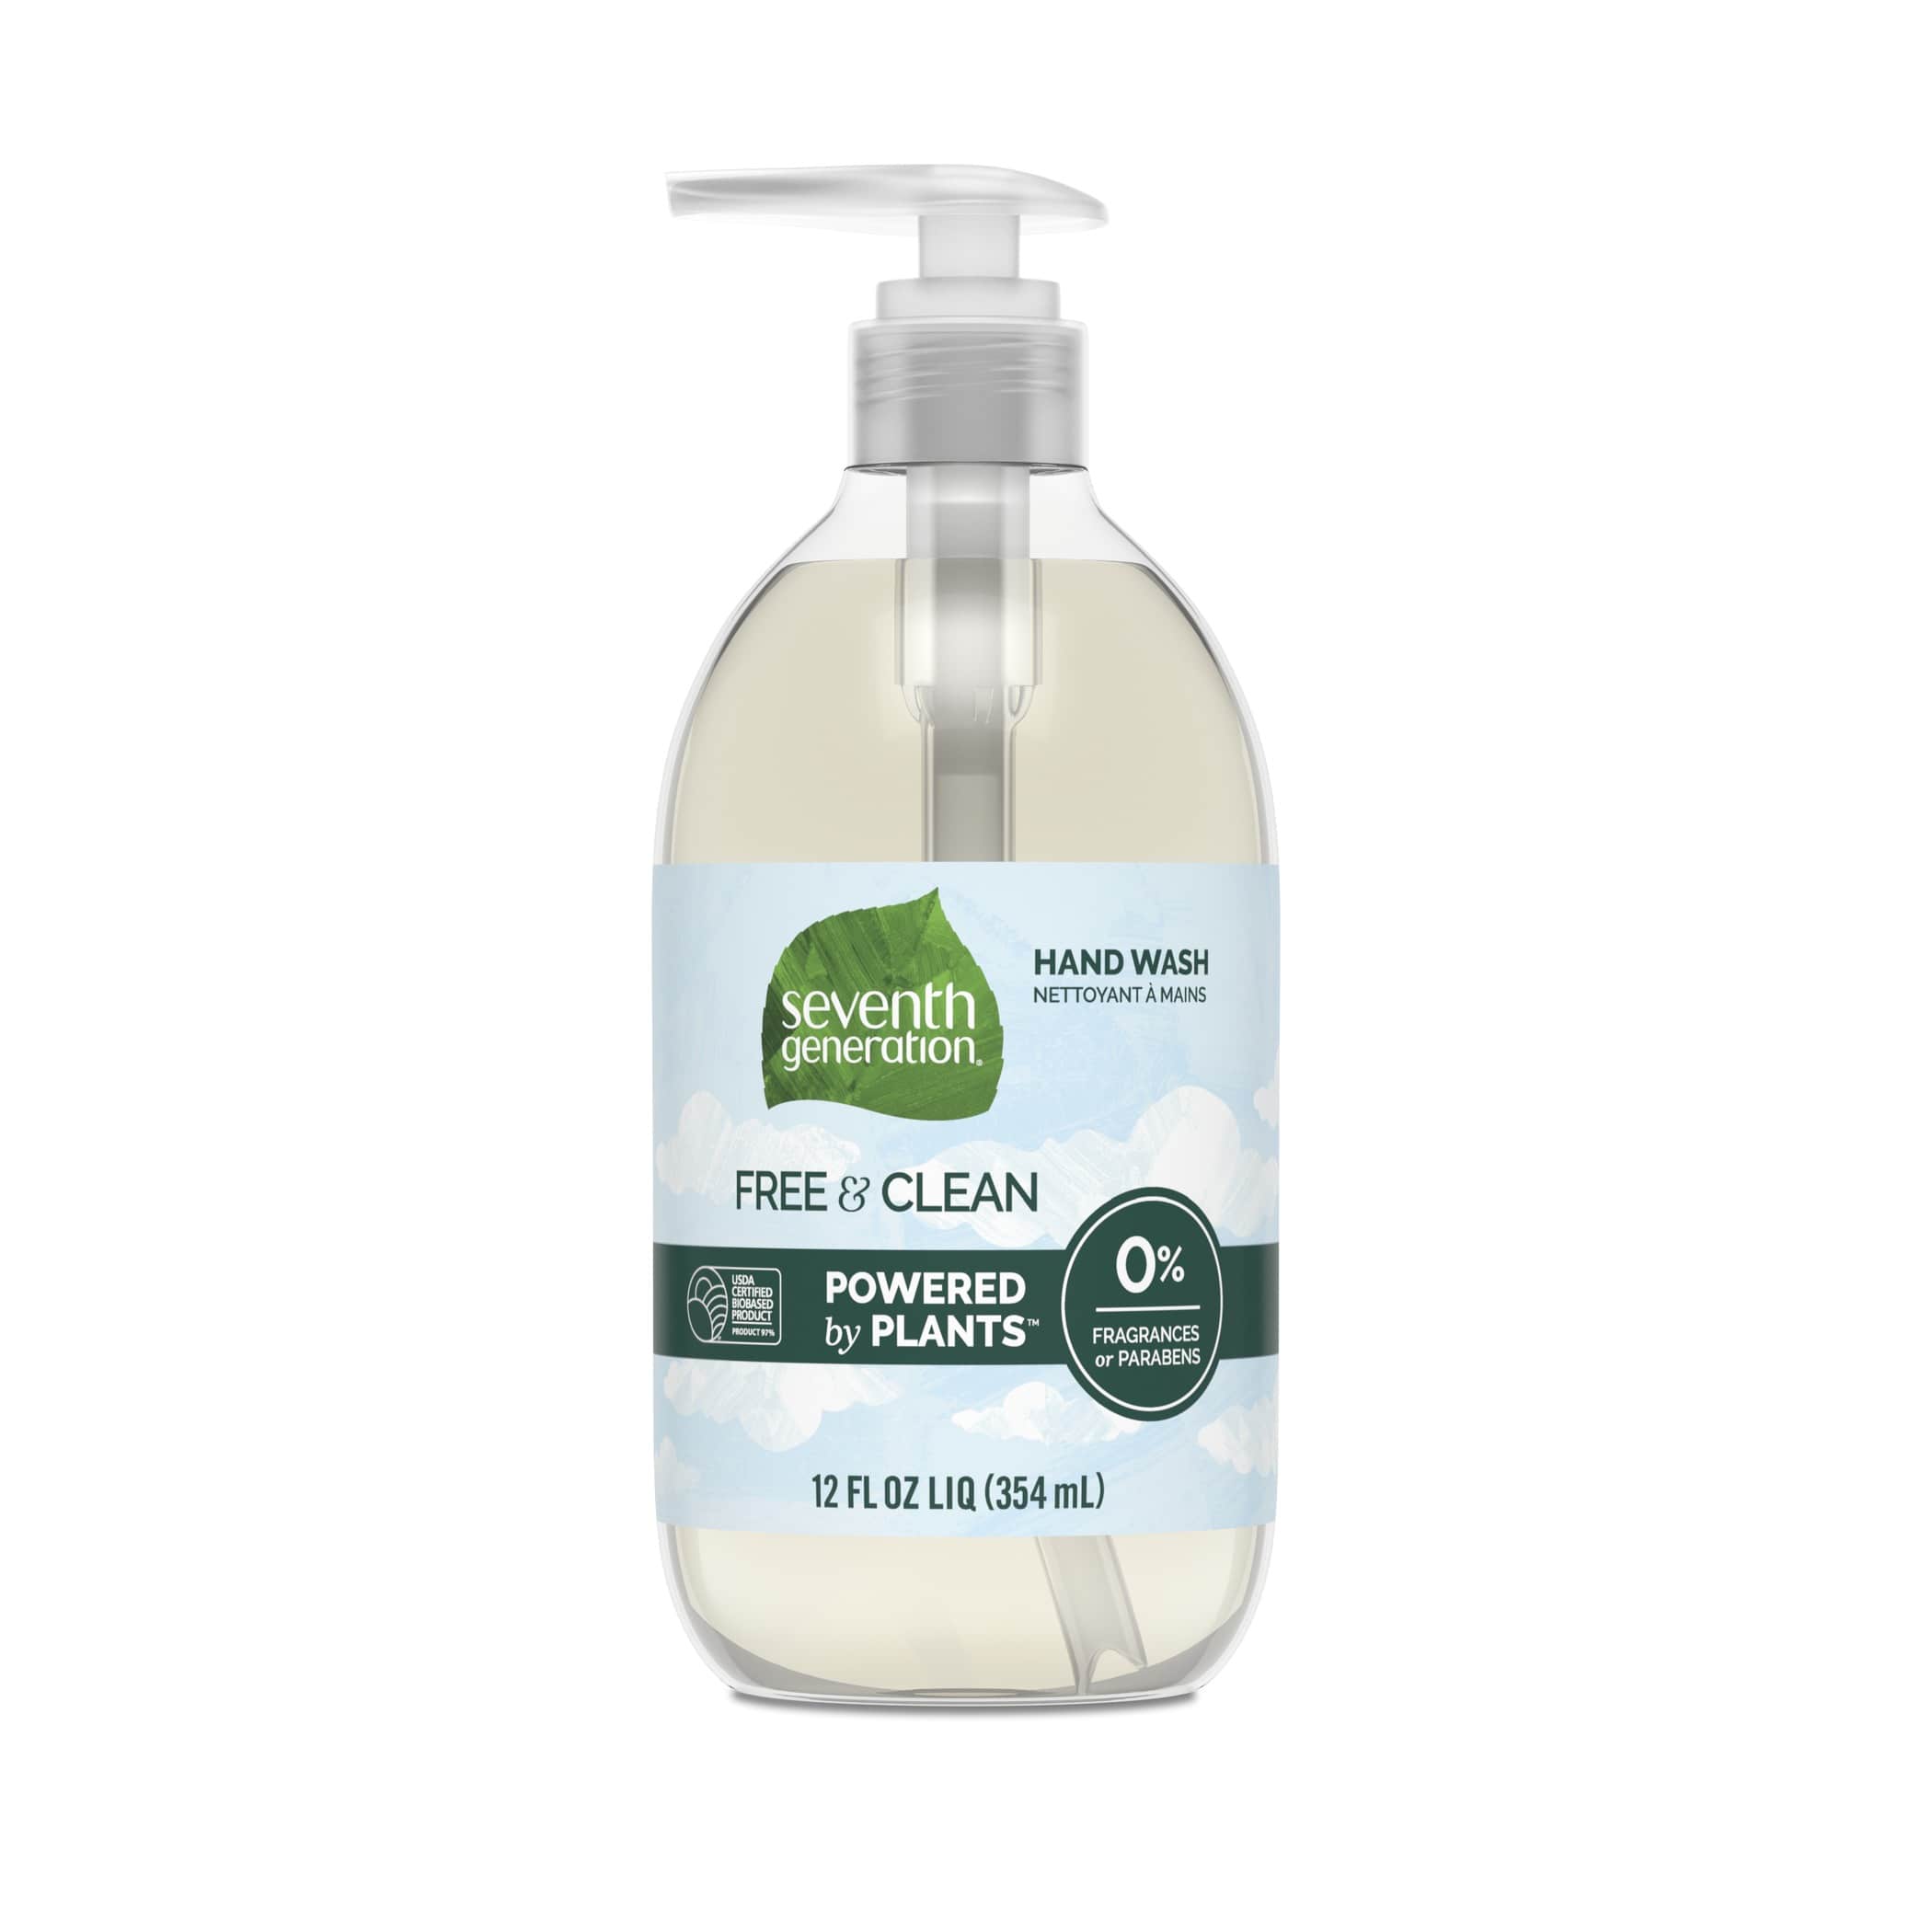 seventh
generation®
HAND WASH
NETTOYANT À MAINS
FREE & CLEAN
USDA
CERTIFIED
BIOBASED
PRODUCT
PRODUCT 97%
POWERED
by PLANTS™
0%
FRAGRANCES
or PARABENS
12 FL OZ LIQ (354 mL)